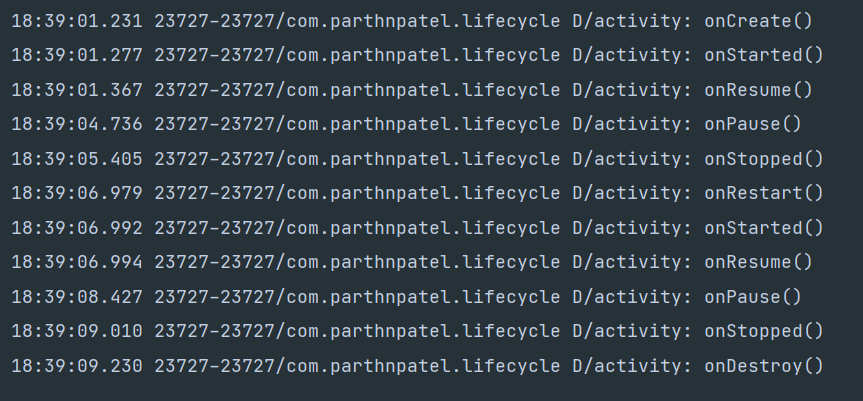 18:39:01.231 23727-23727/com.parthnpatel.lifecycle D/activity: onCreate()
18:39:01.277 23727-23727/com.parthnpatel.lifecycle D/activity: onStarted()
18:39:01.367 23727-23727/com.parthnpatel.lifecycle D/activity: onResume()
18:39:04.736 23727-23727/com.parthnpatel.lifecycle D/activity: onPause()
18:39:05.405 23727-23727/com.parthnpatel.lifecycle D/activity: onStopped()
18:39:06.979 23727-23727/com.parthnpatel.lifecycle D/activity: onRestart()
18:39:06.992 23727-23727/com.parthnpatel.lifecycle D/activity: onStarted()
18:39:06.994 23727-23727/com.parthnpatel.lifecycle D/activity: onResume()
18:39:08.427 23727-23727/com.parthnpatel.lifecycle D/activity: onPause()
18:39:09.010 23727-23727/com.parthnpatel.lifecycle D/activity: onStopped()
18:39:09.230 23727-23727/com.parthnpatel.lifecycle D/activity: onDestroy()